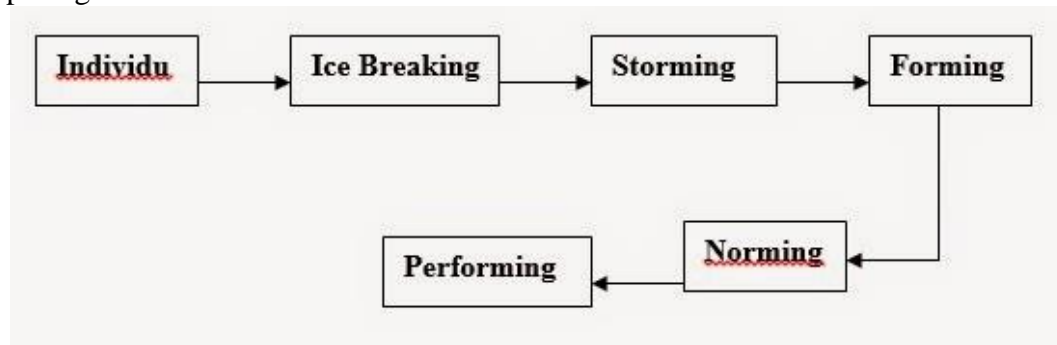 Individu
Ice Breaking
Storming
Forming
Norming
Performing